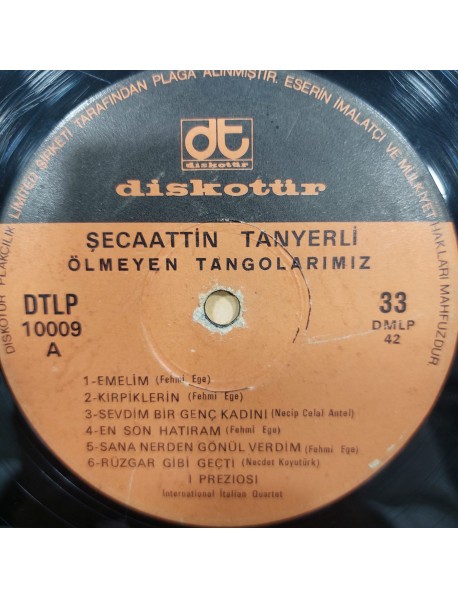 DİSKOTÜR PLAKÇILIK LİMİTED ŞİRKETİ TARAFINDAN PLAĞA ALINMIŞTIR. ESERİN İMALATÇI VE MÜLKİYET HAKLARI MAHFUZDUR
dt
diskotür
diskotür
ŞECAATTİN TANYERLİ
ÖLMEYEN TANGOLARIMIZ
DTLP 33
10009 DMLP
A 42
1-EMELİM (Fehmi Ege)
2-KİRPİKLERİN (Fehmi Ege)
3-SEVDİM BİR GENÇ KADINI (Necip Celal Antel)
4-EN SON HATIRAM (Fehmi Ege)
5-SANA NERDEN GÖNÜL VERDİM (Fehmi Ege)
6-RÜZGAR GİBİ GEÇTİ (Necdet Koyutürk)
I PREZIOSI
International Italian Quartet